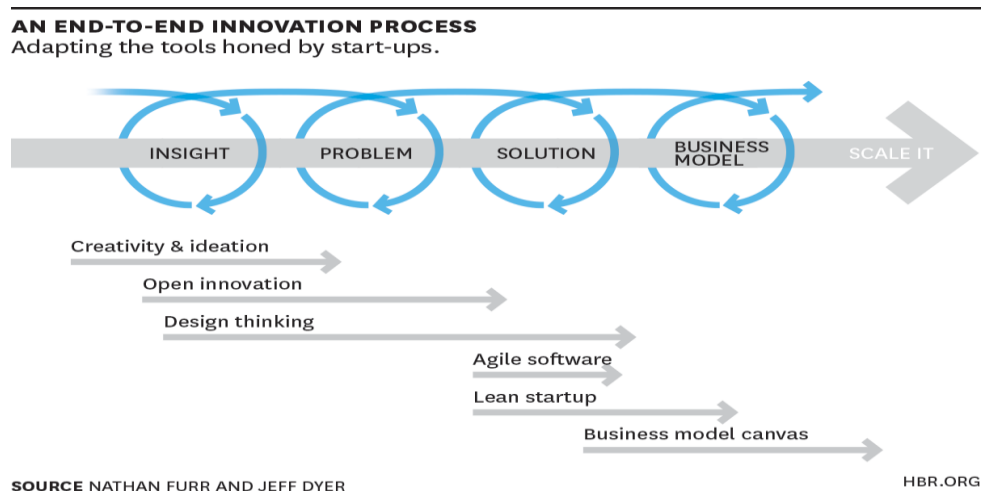 AN END-TO-END INNOVATION PROCESS
Adapting the tools honed by start-ups.
INSIGHT
PROBLEM
SOLUTION
BUSINESS
MODEL
SCALE IT
Creativity & ideation
Open innovation
Design thinking
Agile software
Lean startup
Business model canvas
SOURCE NATHAN FURR AND JEFF DYER
HBR.ORG